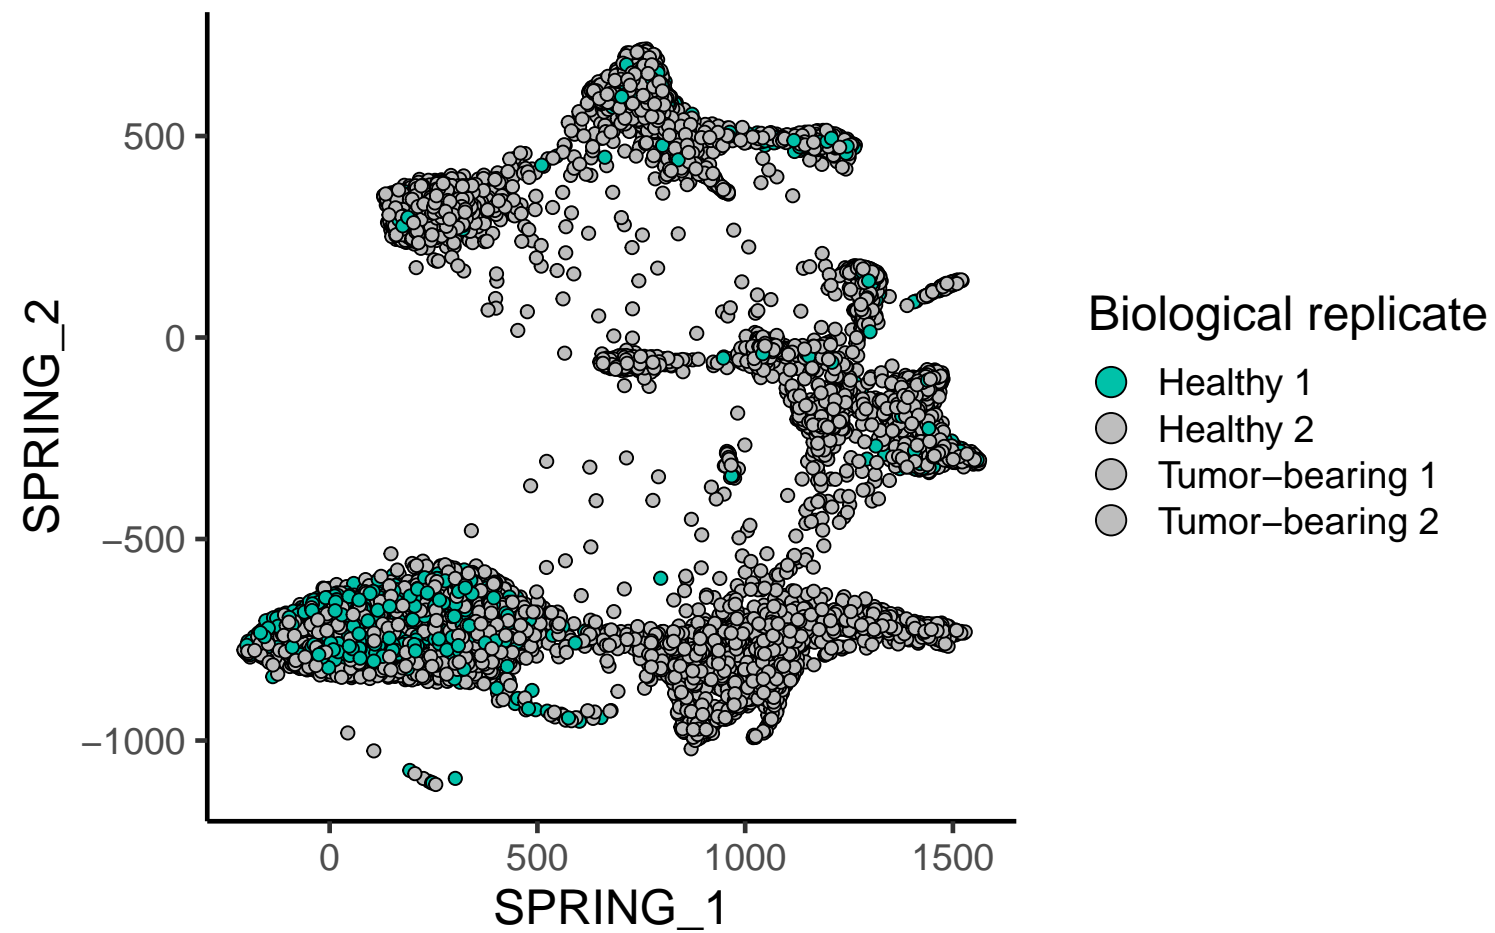 SPRING_2
500
0
−500
−1000
0 500 1000 1500
SPRING_1
Biological replicate
Healthy 1
Healthy 2
Tumor−bearing 1
Tumor−bearing 2